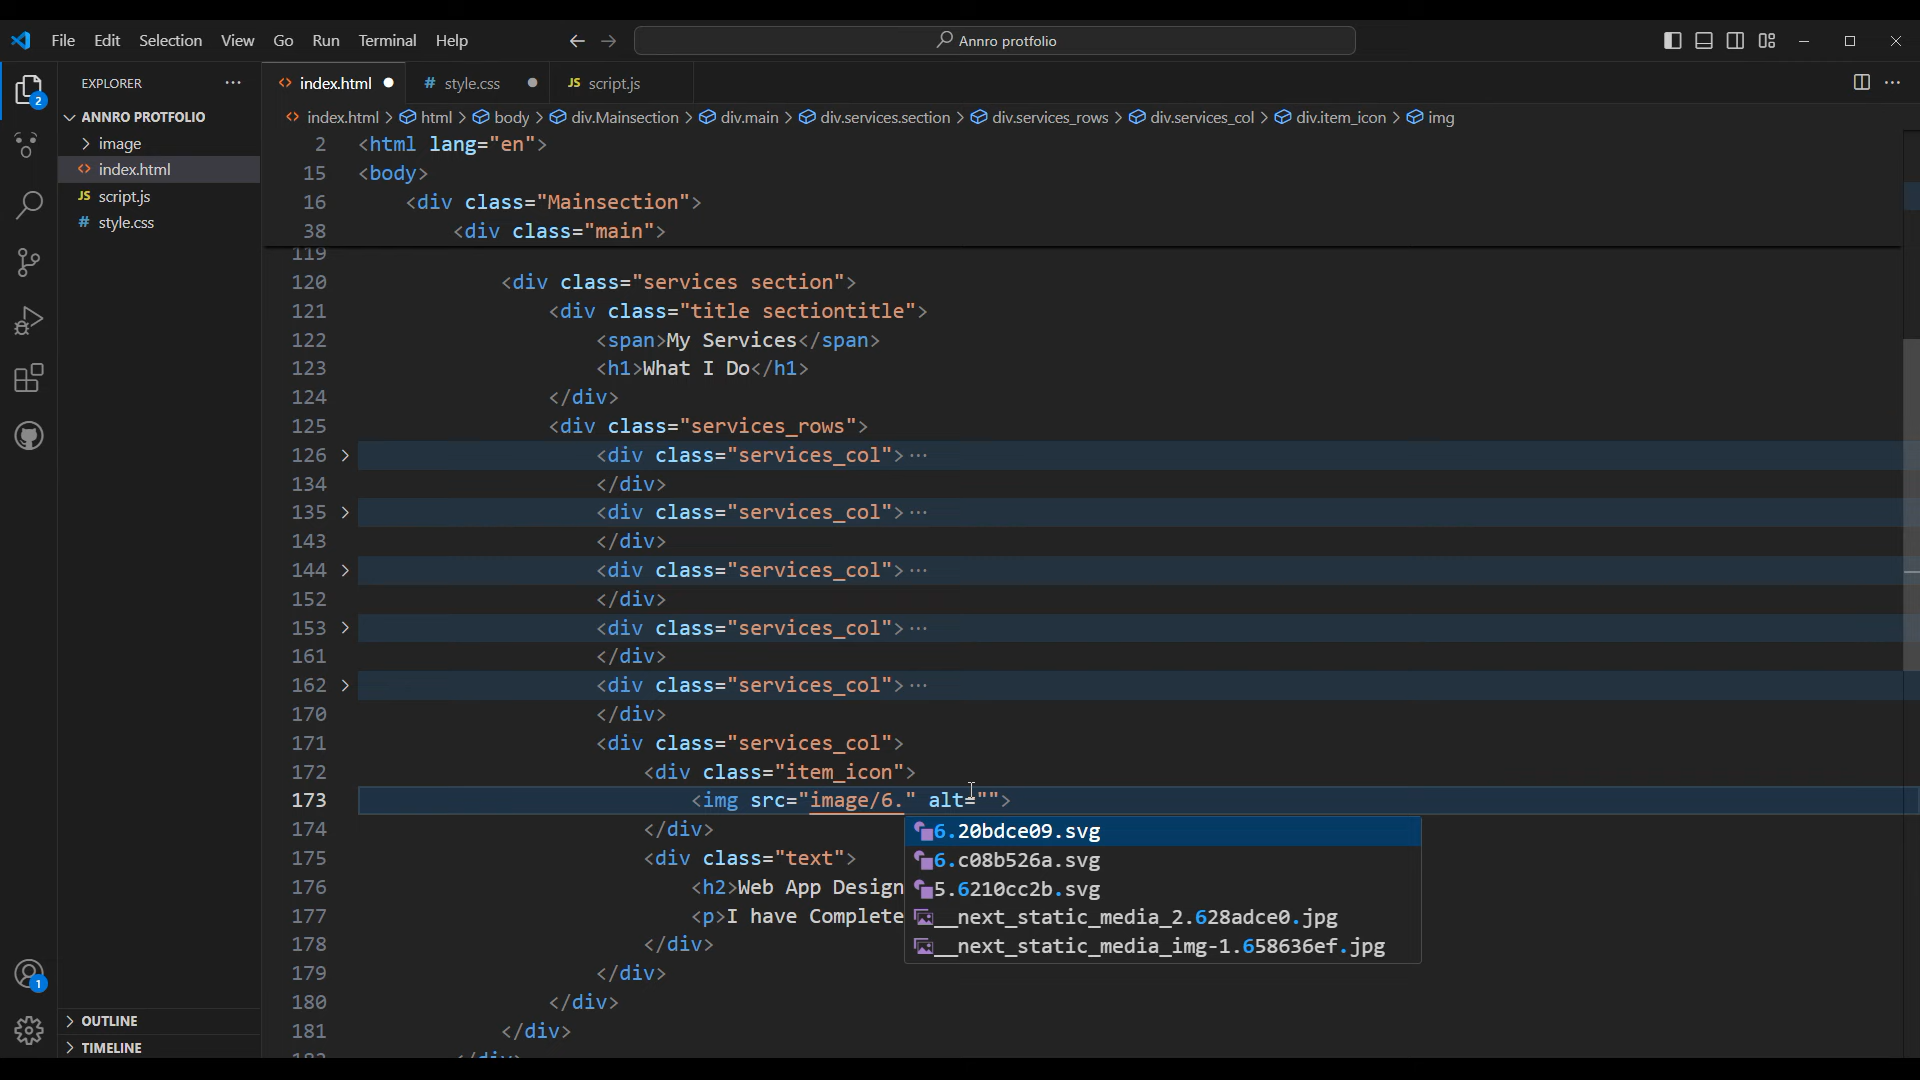 File Edit Selection View Go Run Terminal Help
Annro protfolio
EXPLORER
index.html
# style.css
JS script.js
2
ANNRO PROTFOLIO
image
<> index.html
JS script.js
# style.css
<> index.html > html > body > div.Mainsection > div.main > div.services.section > div.services_rows > div.services_col > div.item_icon > img
2 <html lang="en">
15 <body>
16 <div class="Mainsection">
38 <div class="main">
119
120 <div class="services section">
121 <div class="title sectiontitle">
122 <span>My Services</span>
123 <h1>What I Do</h1>
124 </div>
125 <div class="services_rows">
126 <div class="services_col">···
134 </div>
135 <div class="services_col">···
143 </div>
144 <div class="services_col">···
152 </div>
153 <div class="services_col">···
161 </div>
162 <div class="services_col">···
170 </div>
171 <div class="services_col">
172 <div class="item_icon">
173 <img src="image/6." alt="">
174 </div>
6.20bdce09.svg
175 <div class="text">
6.c08b526a.svg
176 <h2>Web App Design
5.6210cc2b.svg
177 <p>I have Complete
__next_static_media_2.628adce0.jpg
178 </div>
__next_static_media_img-1.658636ef.jpg
179 </div>
180 </div>
181 </div>
182 </div>
1
OUTLINE
TIMELINE